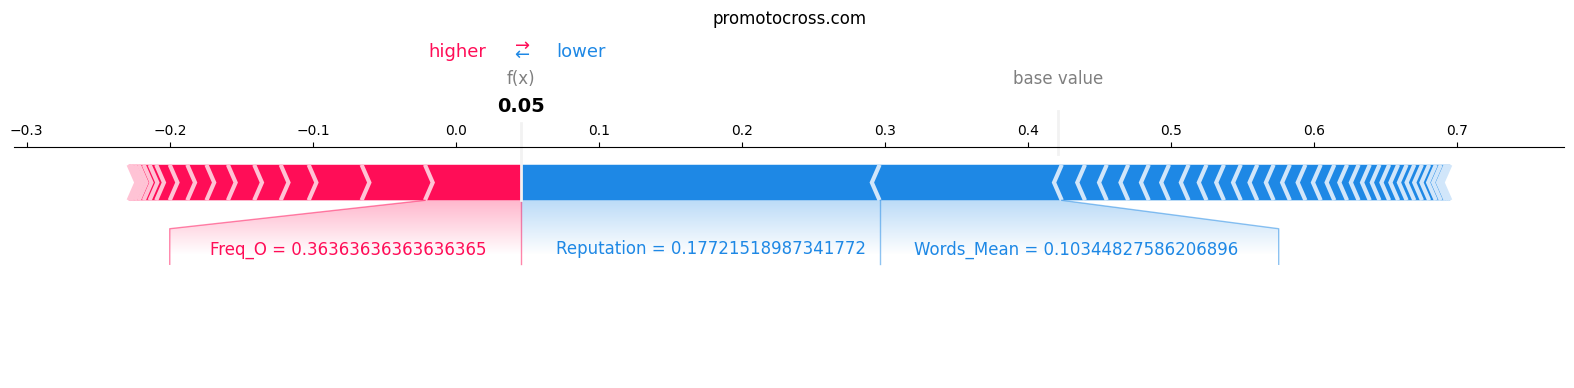 promotocross.com
higher → ← lower
f(x) base value
0.05
−0.3 −0.2 −0.1 0.0 0.1 0.2 0.3 0.4 0.5 0.6 0.7
Freq_O = 0.36363636363636365 Reputation = 0.17721518987341772 Words_Mean = 0.10344827586206896